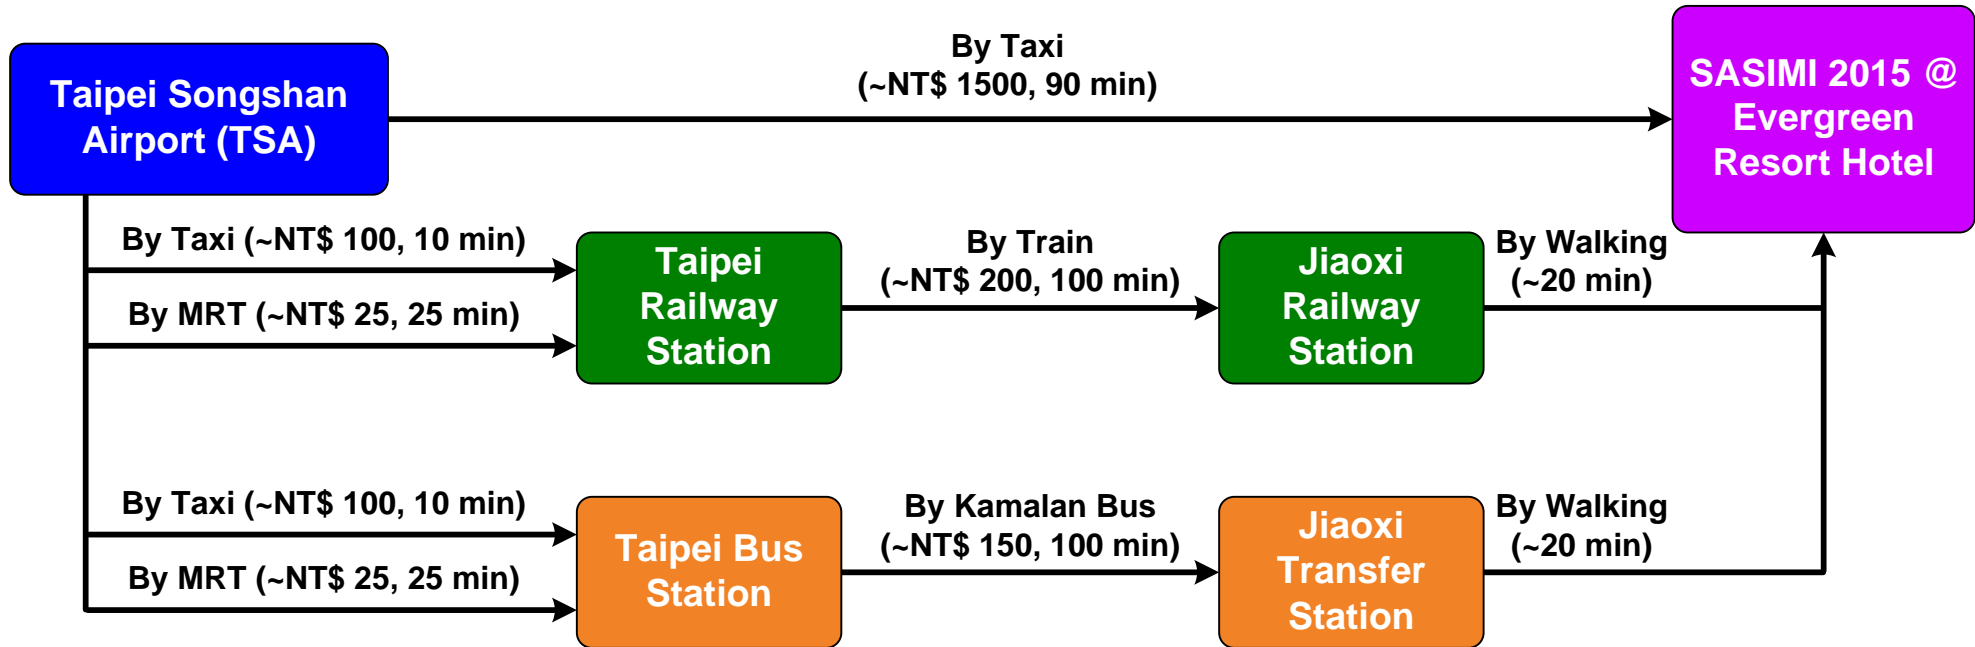 Taipei Songshan
Airport (TSA)
By Taxi
(~NT$ 1500, 90 min)
SASIMI 2015 @
Evergreen
Resort Hotel
By Taxi (~NT$ 100, 10 min)
By MRT (~NT$ 25, 25 min)
Taipei
Railway
Station
By Train
(~NT$ 200, 100 min)
Jiaoxi
Railway
Station
By Walking
(~20 min)
By Taxi (~NT$ 100, 10 min)
By MRT (~NT$ 25, 25 min)
Taipei Bus
Station
By Kamalan Bus
(~NT$ 150, 100 min)
Jiaoxi
Transfer
Station
By Walking
(~20 min)